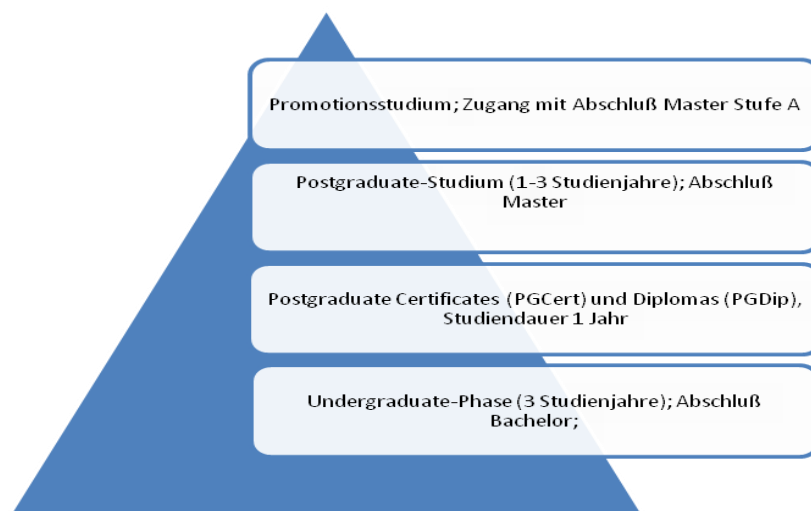 Promotionsstudium; Zugang mit Abschluß Master Stufe A
Postgraduate-Studium (1-3 Studienjahre); Abschluß
Master
Postgraduate Certificates (PGCert) und Diplomas (PGDip),
Studiendauer 1 Jahr
Undergraduate-Phase (3 Studienjahre); Abschluß
Bachelor;